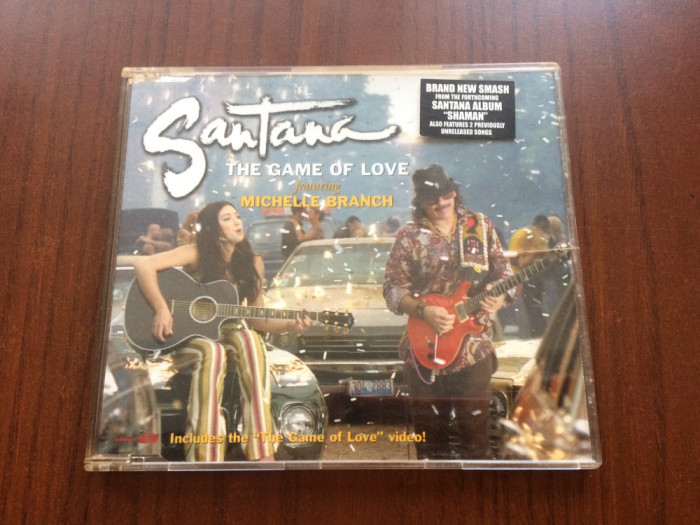 Santana
THE GAME OF LOVE
featuring
MICHELLE BRANCH
BRAND NEW SMASH
FROM THE FORTHCOMING
SANTANA ALBUM
"SHAMAN"
ALSO FEATURES 2 PREVIOUSLY
UNRELEASED SONGS
Includes the "The Game of Love" video!